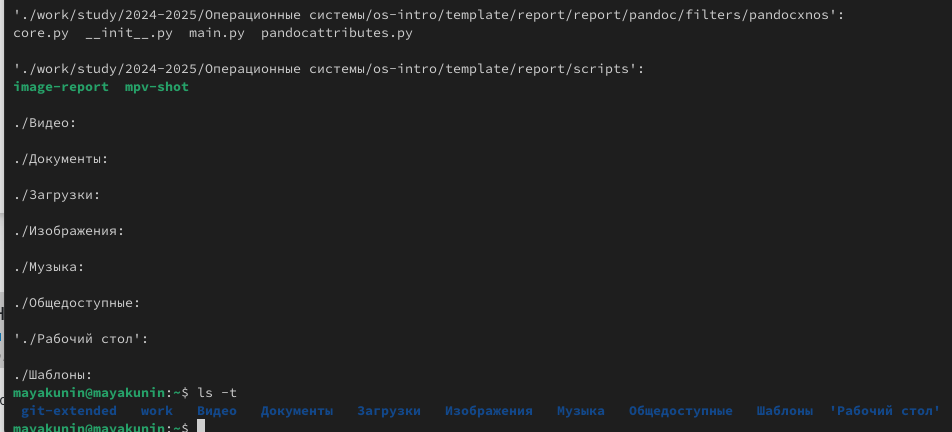 './work/study/2024-2025/Операционные системы/os-intro/template/report/report/pandoc/filters/pandocxnos':
core.py  __init__.py  main.py  pandocattributes.py
'./work/study/2024-2025/Операционные системы/os-intro/template/report/scripts':
image-report  mpv-shot
./Видео:
./Документы:
./Загрузки:
./Изображения:
./Музыка:
./Общедоступные:
'./Рабочий стол':
./Шаблоны:
mayakunin@mayakunin:~$ ls -t
git-extended   work   Видео   Документы   Загрузки   Изображения   Музыка   Общедоступные   Шаблоны  'Рабочий стол'
mayakunin@mayakunin:~$